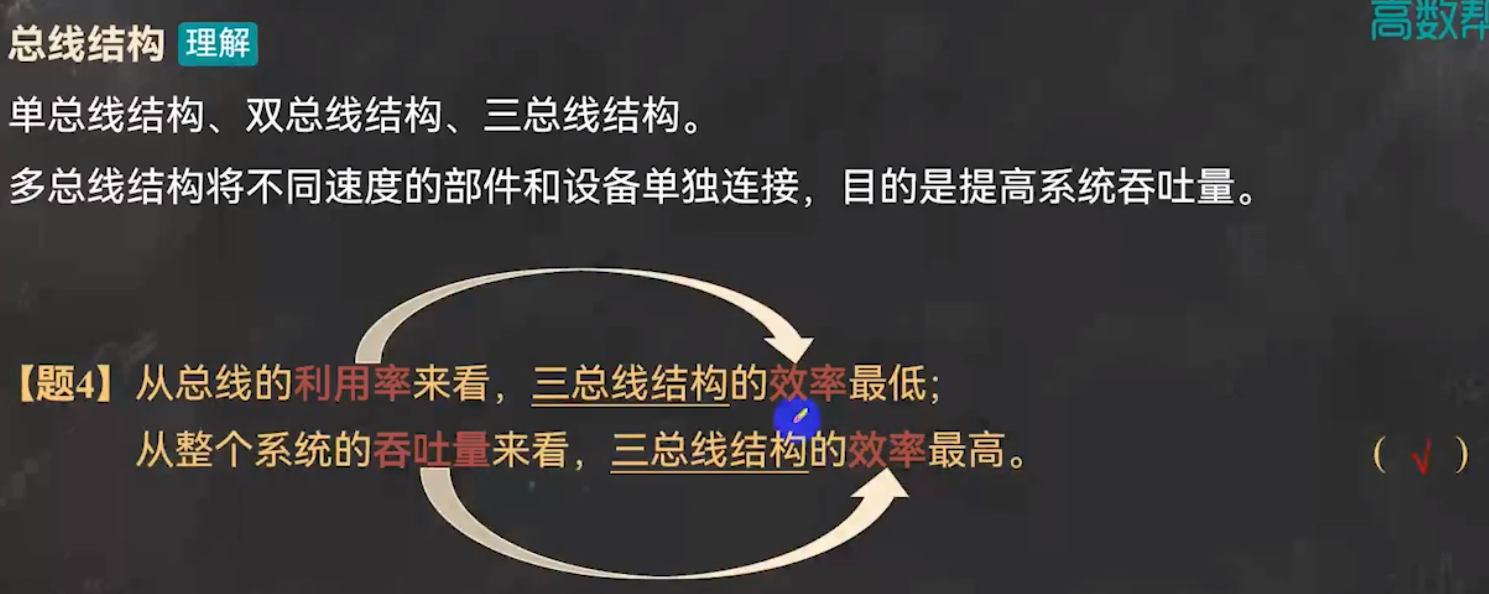 高数帮
总线结构 理解
单总线结构、双总线结构、三总线结构。
多总线结构将不同速度的部件和设备单独连接，目的是提高系统吞吐量。
【题4】从总线的利用率来看，三总线结构的效率最低；
从整个系统的吞吐量来看，三总线结构的效率最高。 （ √ ）